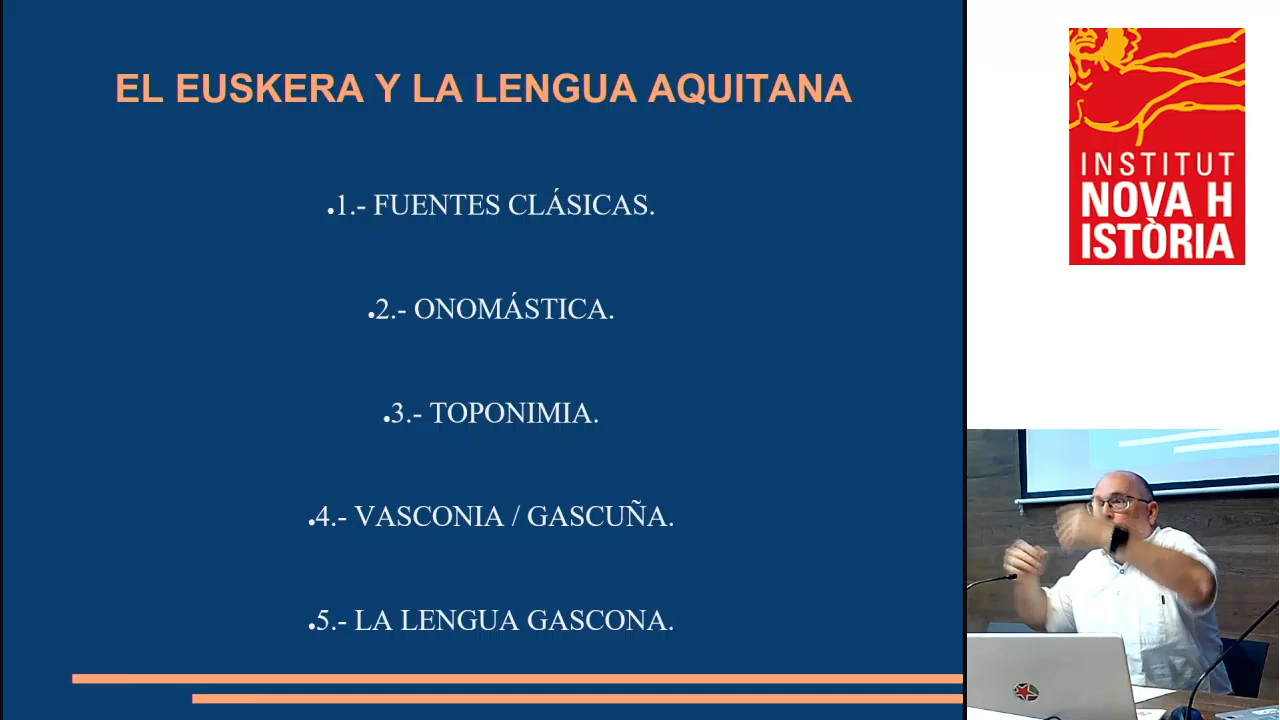 EL EUSKERA Y LA LENGUA AQUITANA
•1.- FUENTES CLÁSICAS.
•2.- ONOMÁSTICA.
•3.- TOPONIMIA.
•4.- VASCONIA / GASCUÑA.
•5.- LA LENGUA GASCONA.
INSTITUT
NOVA H
ISTÒRIA